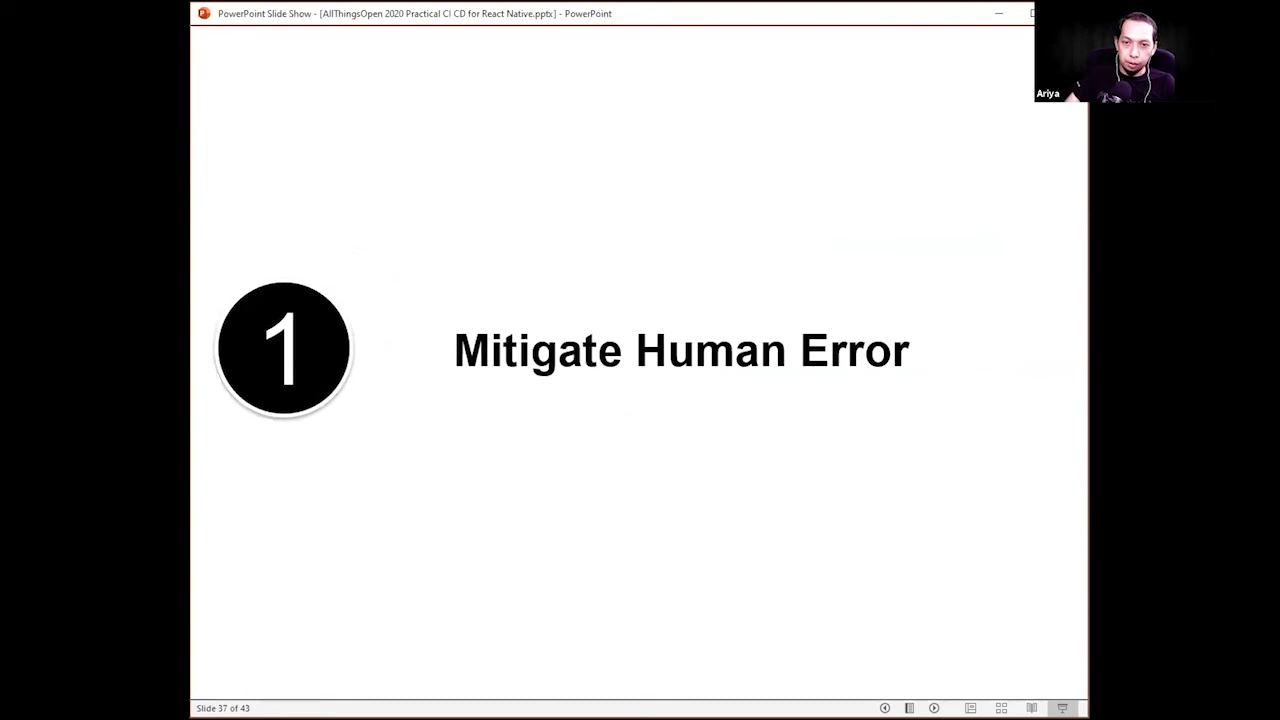 PowerPoint Slide Show - [AllThingsOpen 2020 Practical CI CD for React Native.pptx] - PowerPoint
Ariya
1
Mitigate Human Error
Slide 37 of 43